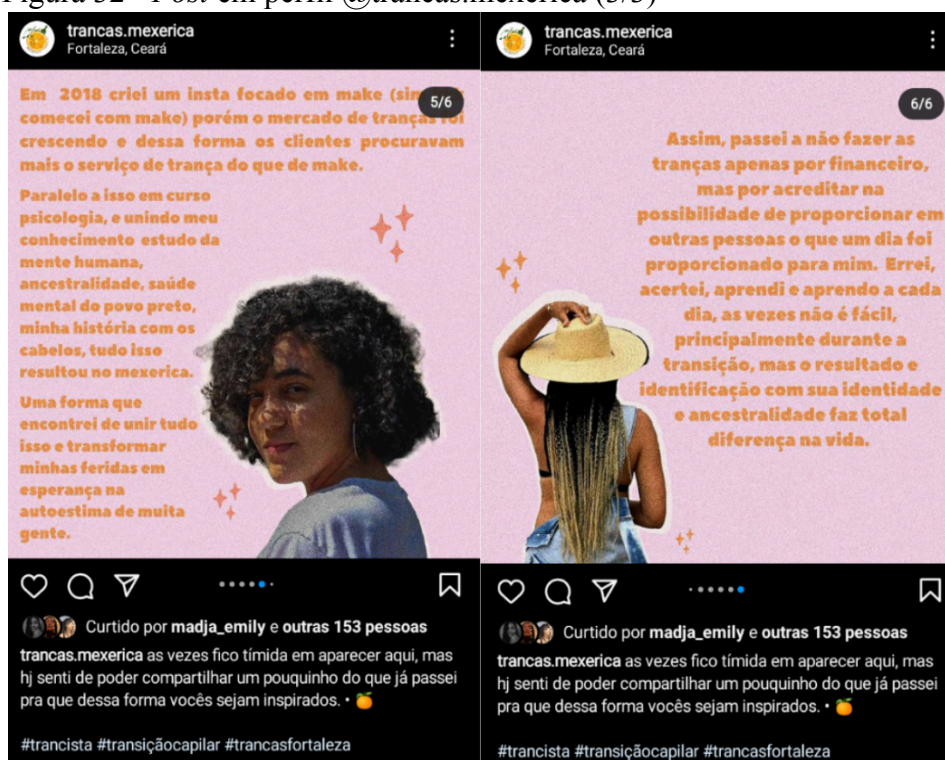 Figura 32- Post em perfil @trancas.mexerica (3/3)
trancas.mexerica
Fortaleza, Ceará
5/6
Em 2018 criei um insta focado em make
comecei com make) porém o mercado de tranças foi
crescendo e dessa forma os clientes procuravam
mais o serviço de trança do que de make.
Paralelo a isso em curso
psicologia, e unindo meu
conhecimento estudo da
mente humana,
ancestralidade, saúde
mental do povo preto,
minha história com os
cabelos, tudo isso
resultou no mexerica.
Uma forma que
encontrei de unir tudo
isso e transformar
minhas feridas em
esperança na
autoestima de muita
gente.
Curtido por madja_emily e outras 153 pessoas
trancas.mexerica as vezes fico tímida em aparecer aqui, mas
hj senti de poder compartilhar um pouquinho do que já passei
pra que dessa forma vocês sejam inspirados. • 🍊
#trancista #transiçãocapilar #trancasfortaleza
trancas.mexerica
Fortaleza, Ceará
6/6
Assim, passei a não fazer as
tranças apenas por financeiro,
mas por acreditar na
possibilidade de proporcionar em
outras pessoas o que um dia foi
proporcionado para mim. Errei,
acertei, aprendi e aprendo a cada
dia, as vezes não é fácil,
principalmente durante a
transição, mas o resultado e
identificação com sua identidade
e ancestralidade faz total
diferença na vida.
Curtido por madja_emily e outras 153 pessoas
trancas.mexerica as vezes fico tímida em aparecer aqui, mas
hj senti de poder compartilhar um pouquinho do que já passei
pra que dessa forma vocês sejam inspirados. • 🍊
#trancista #transiçãocapilar #trancasfortaleza